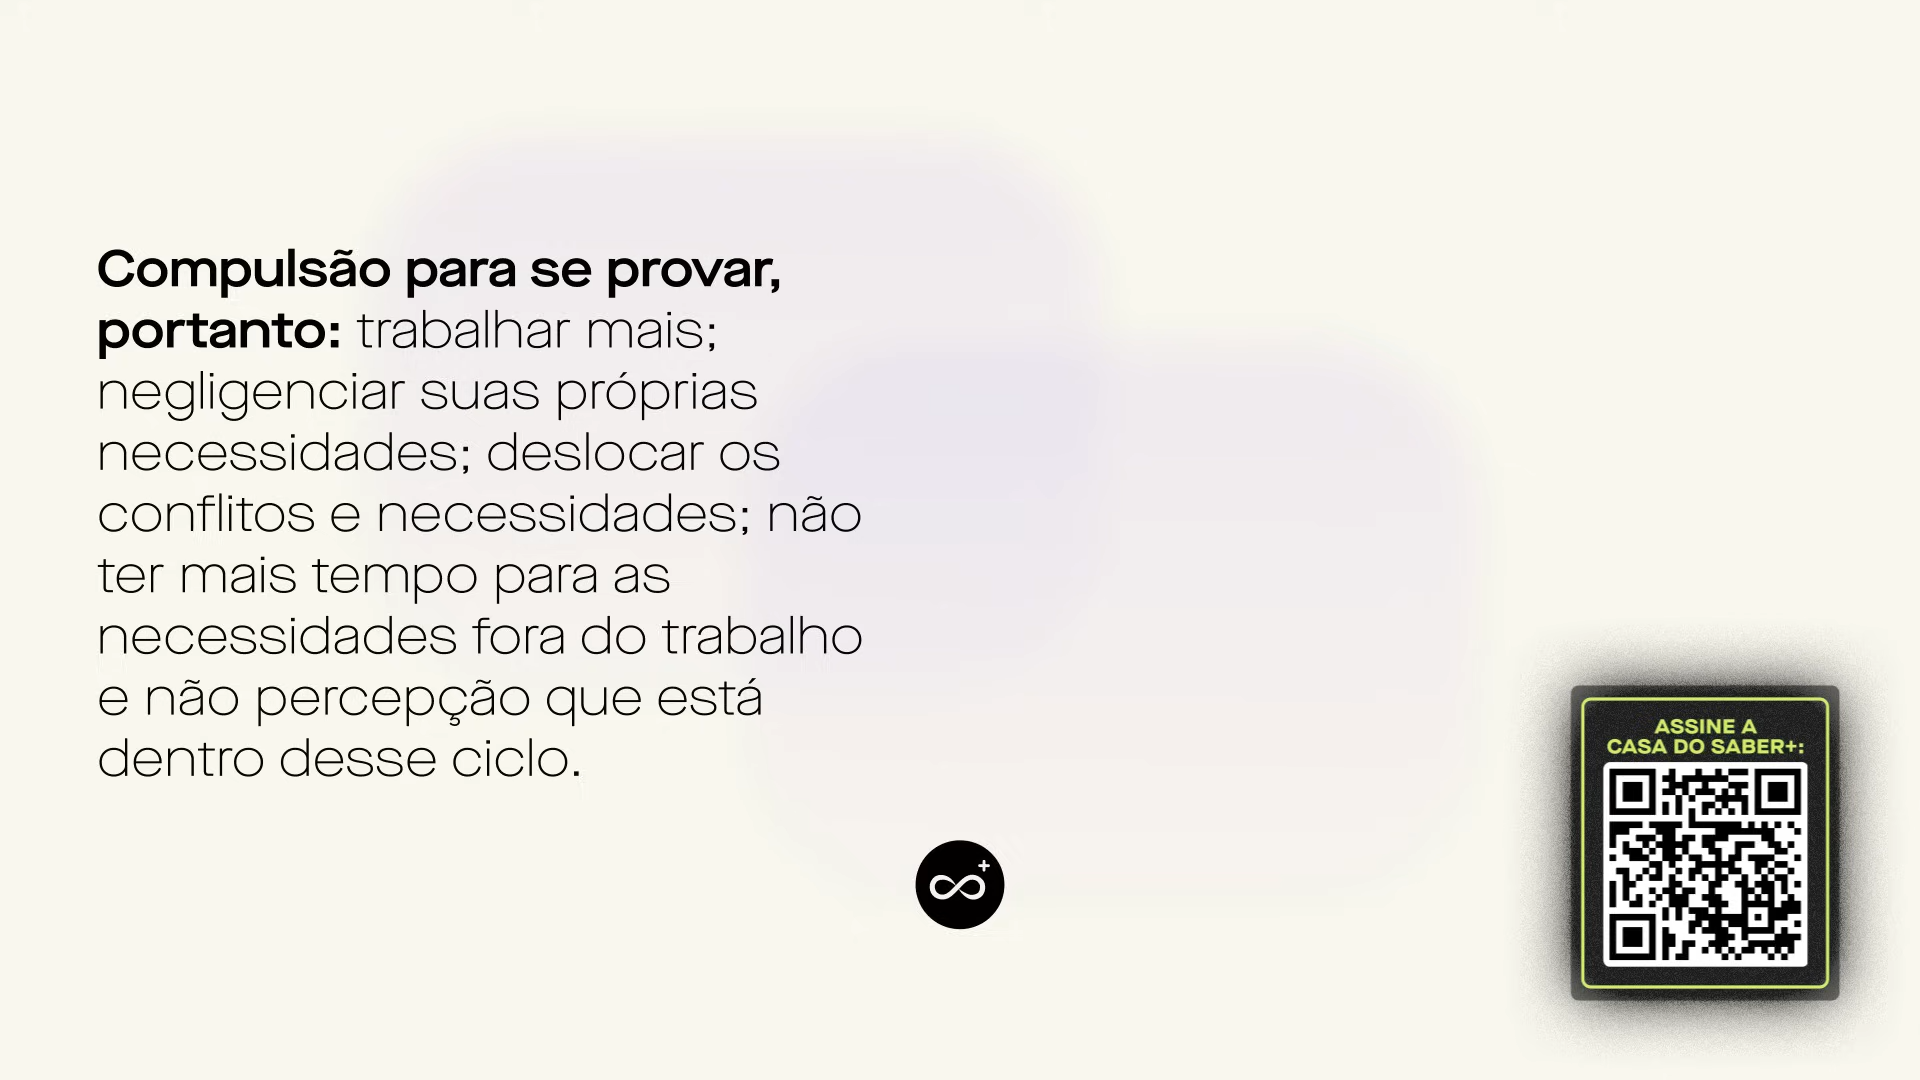 Compulsão para se provar,
portanto: trabalhar mais;
negligenciar suas próprias
necessidades; deslocar os
conflitos e necessidades; não
ter mais tempo para as
necessidades fora do trabalho
e não percepção que está
dentro desse ciclo.
ASSINE A
CASA DO SABER+: